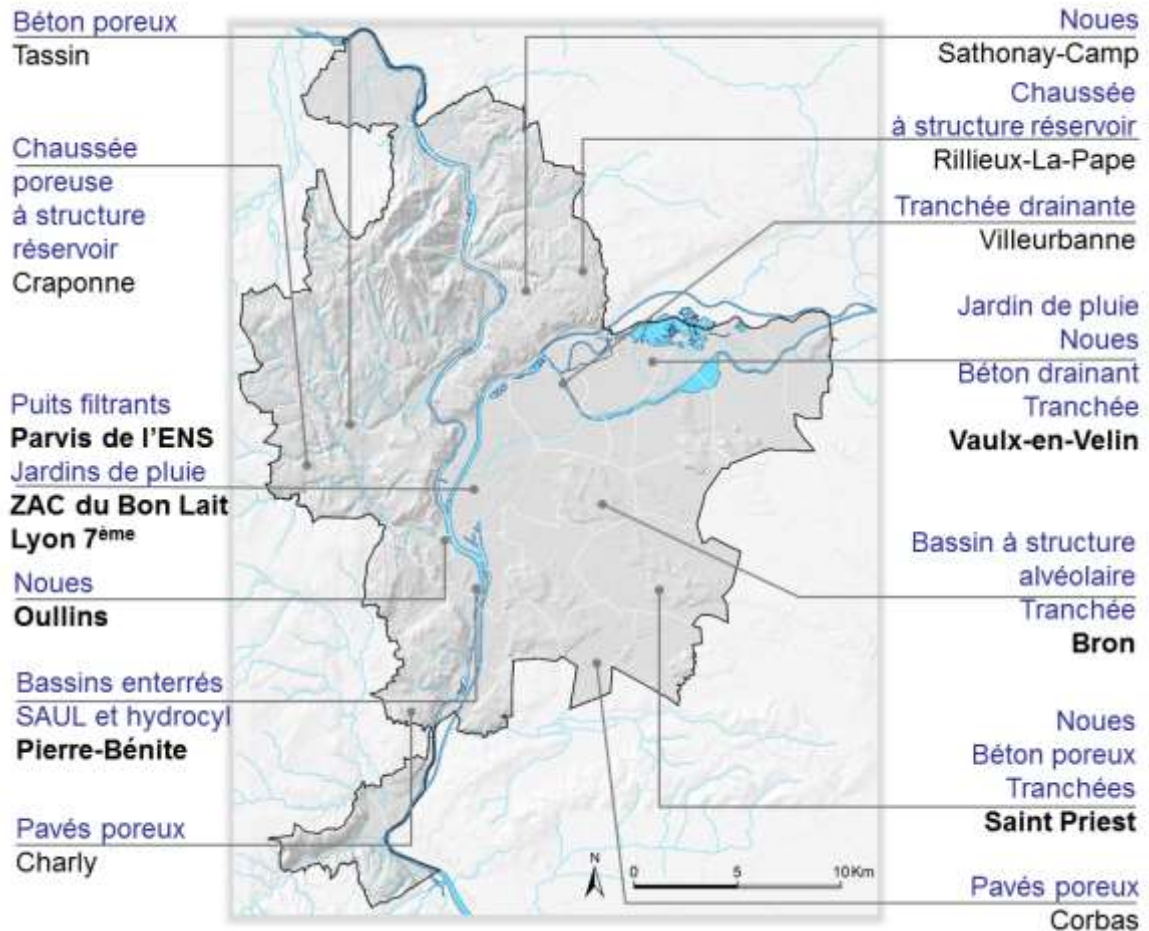 Béton poreux
Tassin
Chaussée
poreuse
à structure
réservoir
Craponne
Puits filtrants
Parvis de l'ENS
Jardins de pluie
ZAC du Bon Lait
Lyon 7ème
Noues
Oullins
Bassins enterrés
SAUL et hydrocyl
Pierre-Bénite
Pavés poreux
Charly
Noues
Sathonay-Camp
Chaussée
à structure réservoir
Rillieux-La-Pape
Tranchée drainante
Villeurbanne
Jardin de pluie
Noues
Béton drainant
Tranchée
Vaulx-en-Velin
Bassin à structure
alvéolaire
Tranchée
Bron
Noues
Béton poreux
Tranchées
Saint Priest
Pavés poreux
Corbas
N
0 5 10 Km